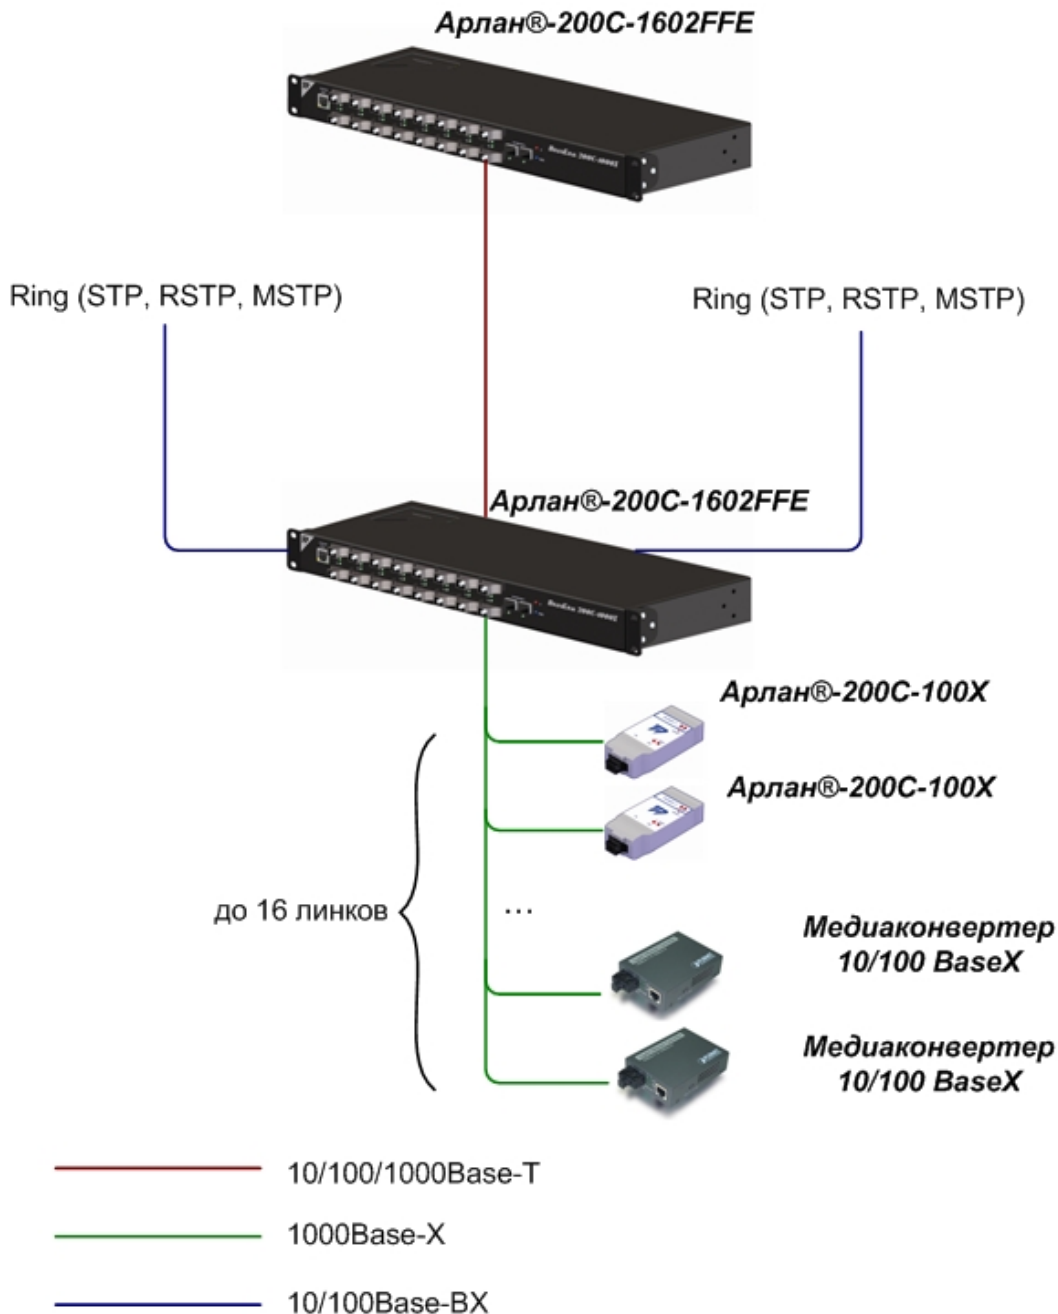 Арлан®-200С-1602FFE
Ring (STP, RSTP, MSTP)
Ring (STP, RSTP, MSTP)
Арлан®-200С-1602FFE
Арлан®-200С-100X
Арлан®-200С-100X
до 16 линков
...
Медиаконвертер
10/100 BaseX
Медиаконвертер
10/100 BaseX
10/100/1000Base-T
1000Base-X
10/100Base-BX